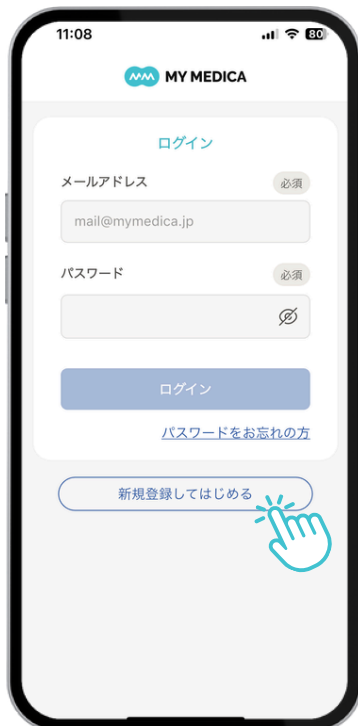 11:08
80
MY MEDICA
ログイン
メールアドレス
必須
mail@mymedica.jp
パスワード
必須
ログイン
パスワードをお忘れの方
新規登録してはじめる